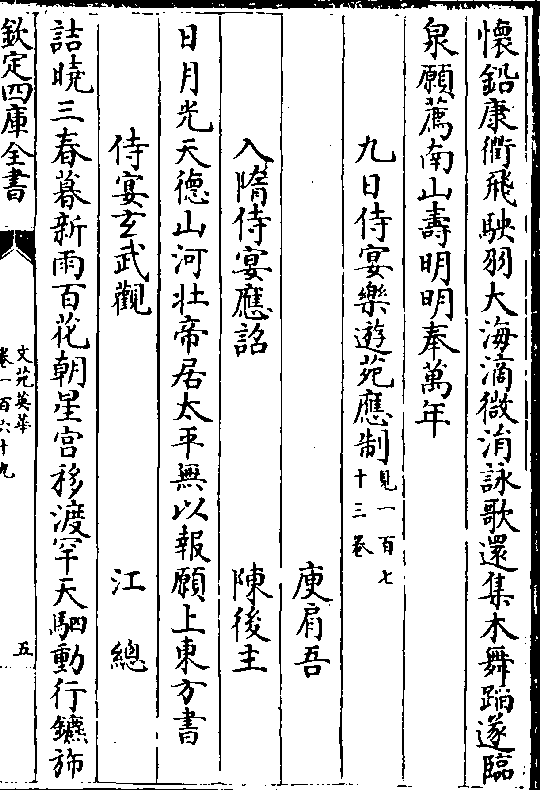 懷鉛康衢飛駛羽大海滴微涓詠歌還集木舞蹈遂臨
泉願薦南山壽明明奉萬年
九日侍宴樂遊苑應制見一百七十三卷
庾肩吾
入隋侍宴應詔 陳後主
日月光天德山河壯帝居太平無以報願上東方書
侍宴玄武觀 江總
詰曉三春暮新雨百花朝星宮移渡罕天駟動行鑣斾
欽定四庫全書
文苑英華
卷一百六十九
五